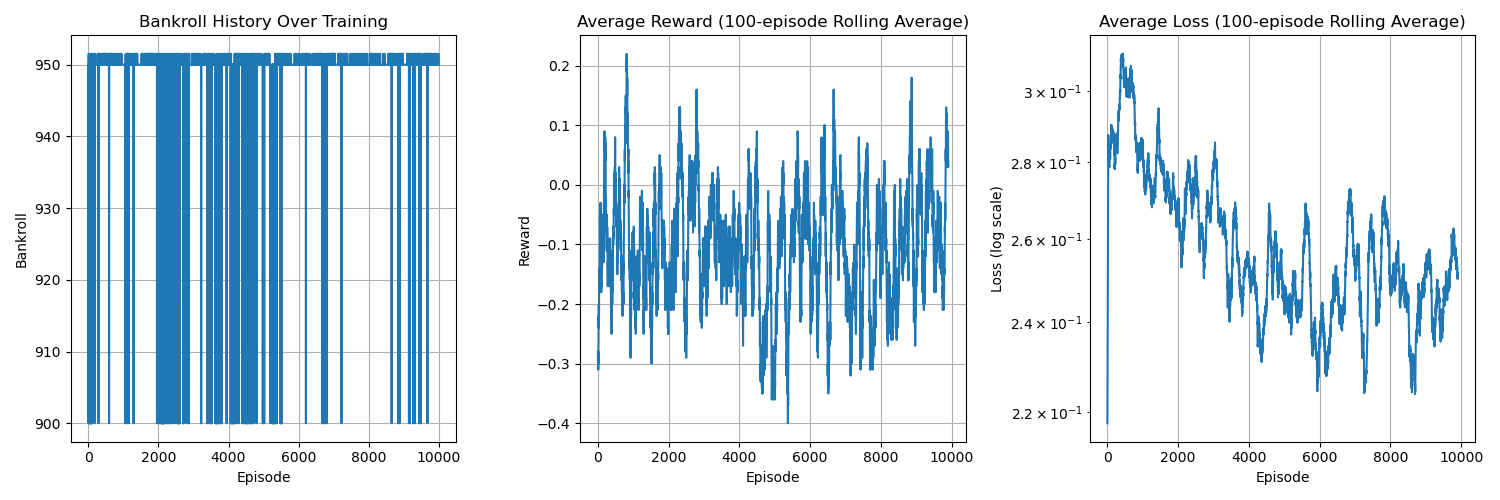 Bankroll History Over Training
Bankroll
950
940
930
920
910
900
0 2000 4000 6000 8000 10000
Episode
Average Reward (100-episode Rolling Average)
Reward
0.2
0.1
0.0
−0.1
−0.2
−0.3
−0.4
0 2000 4000 6000 8000 10000
Episode
Average Loss (100-episode Rolling Average)
Loss (log scale)
3 × 10⁻¹
2.8 × 10⁻¹
2.6 × 10⁻¹
2.4 × 10⁻¹
2.2 × 10⁻¹
0 2000 4000 6000 8000 10000
Episode